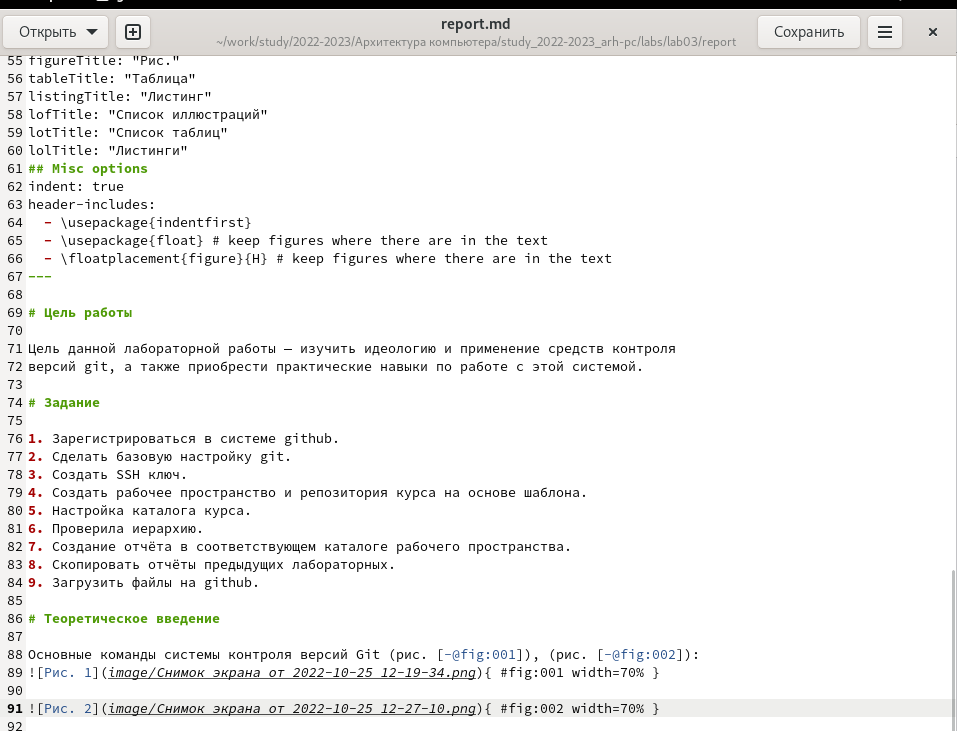 Открыть
report.md
~/work/study/2022-2023/Архитектура компьютера/study_2022-2023_arh-pc/labs/lab03/report
Сохранить
55 figureTitle: "Рис."
56 tableTitle: "Таблица"
57 listingTitle: "Листинг"
58 lofTitle: "Список иллюстраций"
59 lotTitle: "Список таблиц"
60 lolTitle: "Листинги"
61 ## Misc options
62 indent: true
63 header-includes:
64   - \usepackage{indentfirst}
65   - \usepackage{float} # keep figures where there are in the text
66   - \floatplacement{figure}{H} # keep figures where there are in the text
67 ---
68
69 # Цель работы
70
71 Цель данной лабораторной работы — изучить идеологию и применение средств контроля
72 версий git, а также приобрести практические навыки по работе с этой системой.
73
74 # Задание
75
76 1. Зарегистрироваться в системе github.
77 2. Сделать базовую настройку git.
78 3. Создать SSH ключ.
79 4. Создать рабочее пространство и репозитория курса на основе шаблона.
80 5. Настройка каталога курса.
81 6. Проверила иерархию.
82 7. Создание отчёта в соответствующем каталоге рабочего пространства.
83 8. Скопировать отчёты предыдущих лабораторных.
84 9. Загрузить файлы на github.
85
86 # Теоретическое введение
87
88 Основные команды системы контроля версий Git (рис. [-@fig:001]), (рис. [-@fig:002]):
89 ![Рис. 1](image/Снимок экрана от 2022-10-25 12-19-34.png){ #fig:001 width=70% }
90
91 ![Рис. 2](image/Снимок экрана от 2022-10-25 12-27-10.png){ #fig:002 width=70% }
92